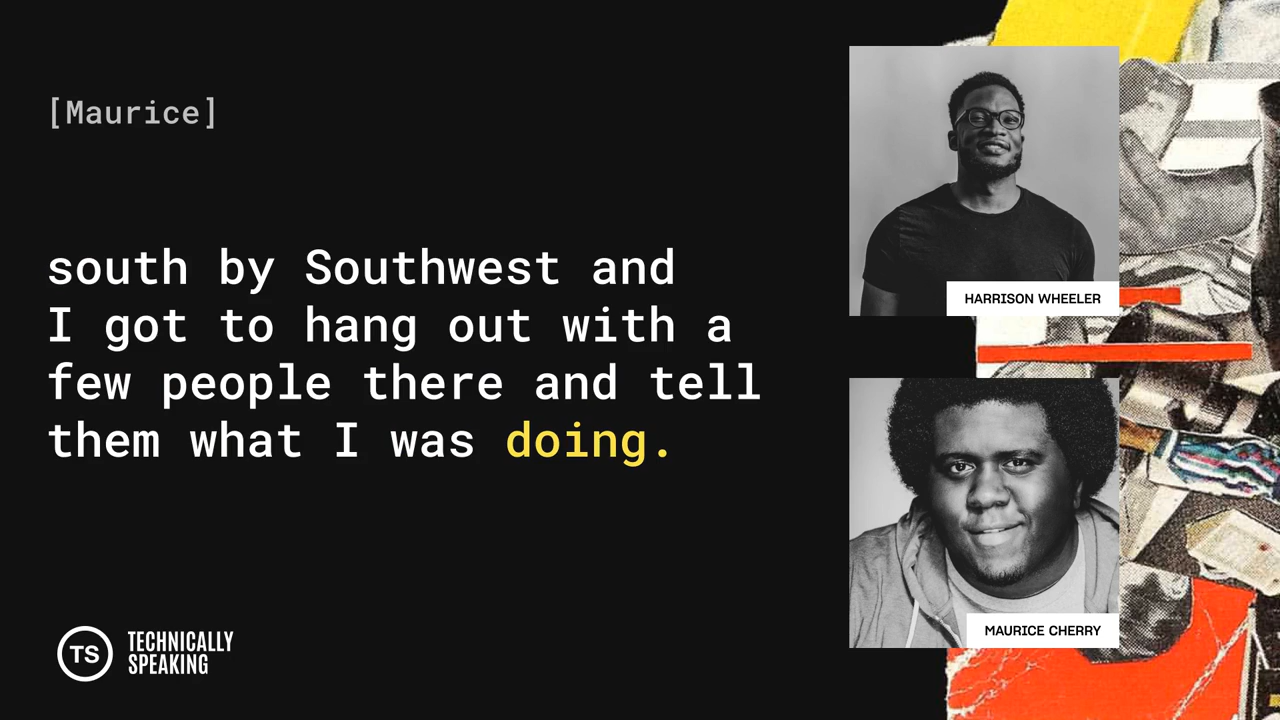 [Maurice]
south by Southwest and
I got to hang out with a
few people there and tell
them what I was doing.
HARRISON WHEELER
MAURICE CHERRY
TS
TECHNICALLY
SPEAKING